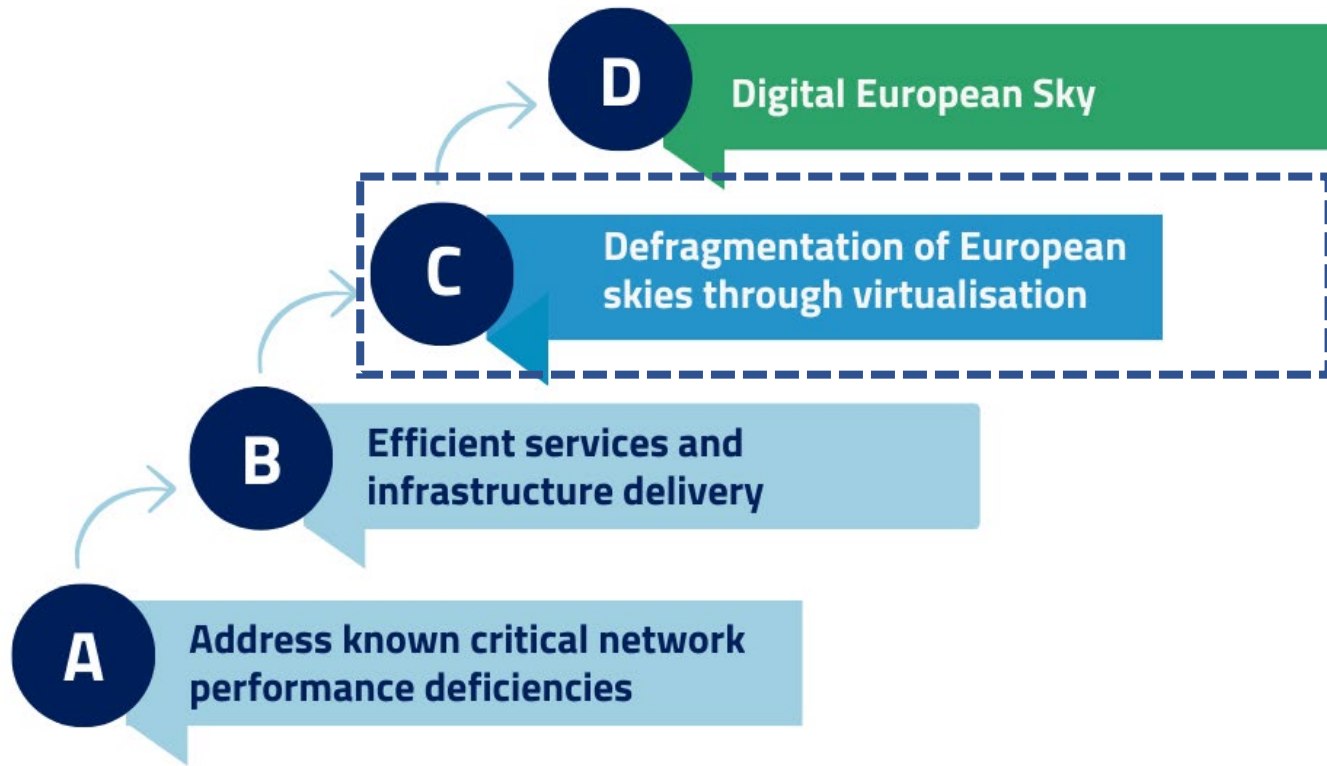 D
Digital European Sky
C
Defragmentation of European
skies through virtualisation
B
Efficient services and
infrastructure delivery
A
Address known critical network
performance deficiencies